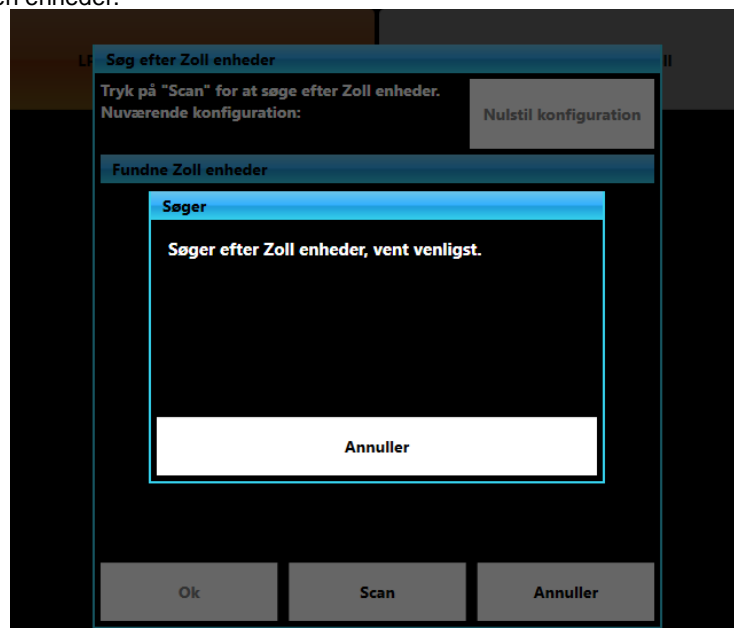 enheder.
Søg efter Zoll enheder
Tryk på "Scan" for at søge efter Zoll enheder.
Nuværende konfiguration:
Nulstil konfiguration
Fundne Zoll enheder
Søger
Søger efter Zoll enheder, vent venligst.
Annuller
Ok
Scan
Annuller